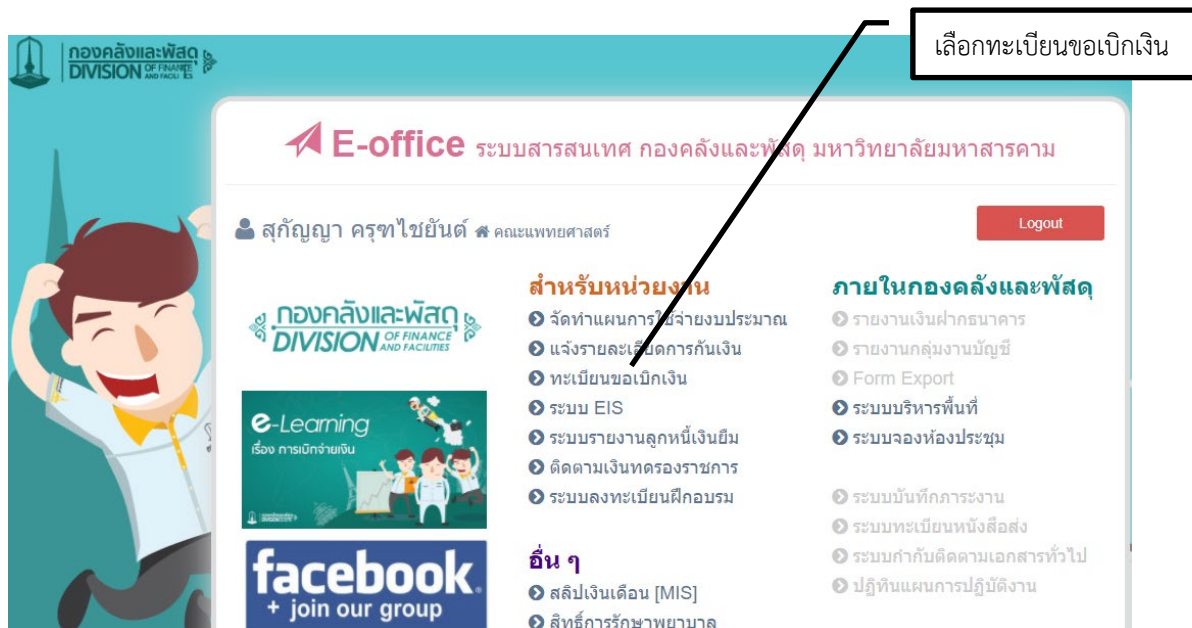 เลือกทะเบียนขอเบิกเงิน
กองคลังและพัสดุ
DIVISION OF FINANCE AND FACILITIES
E-office ระบบสารสนเทศ กองคลังและพัสดุ มหาวิทยาลัยมหาสารคาม
สุกัญญา ครุฑไชยันต์ คณะแพทยศาสตร์
Logout
กองคลังและพัสดุ
DIVISION OF FINANCE AND FACILITIES
e-Learning
เรื่อง การเบิกจ่ายเงิน
facebook
+ join our group
สำหรับหน่วยงาน
จัดทำแผนการใช้จ่ายงบประมาณ
แจ้งรายละเอียดการกันเงิน
ทะเบียนขอเบิกเงิน
ระบบ EIS
ระบบรายงานลูกหนี้เงินยืม
ติดตามเงินทดรองราชการ
ระบบลงทะเบียนฝึกอบรม
อื่น ๆ
สลิปเงินเดือน [MIS]
สิทธิ์การรักษาพยาบาล
ภายในกองคลังและพัสดุ
รายงานเงินฝากธนาคาร
รายงานกลุ่มงานบัญชี
Form Export
ระบบบริหารพื้นที่
ระบบจองห้องประชุม
ระบบบันทึกภาระงาน
ระบบทะเบียนหนังสือส่ง
ระบบกำกับติดตามเอกสารทั่วไป
ปฏิทินแผนการปฏิบัติงาน